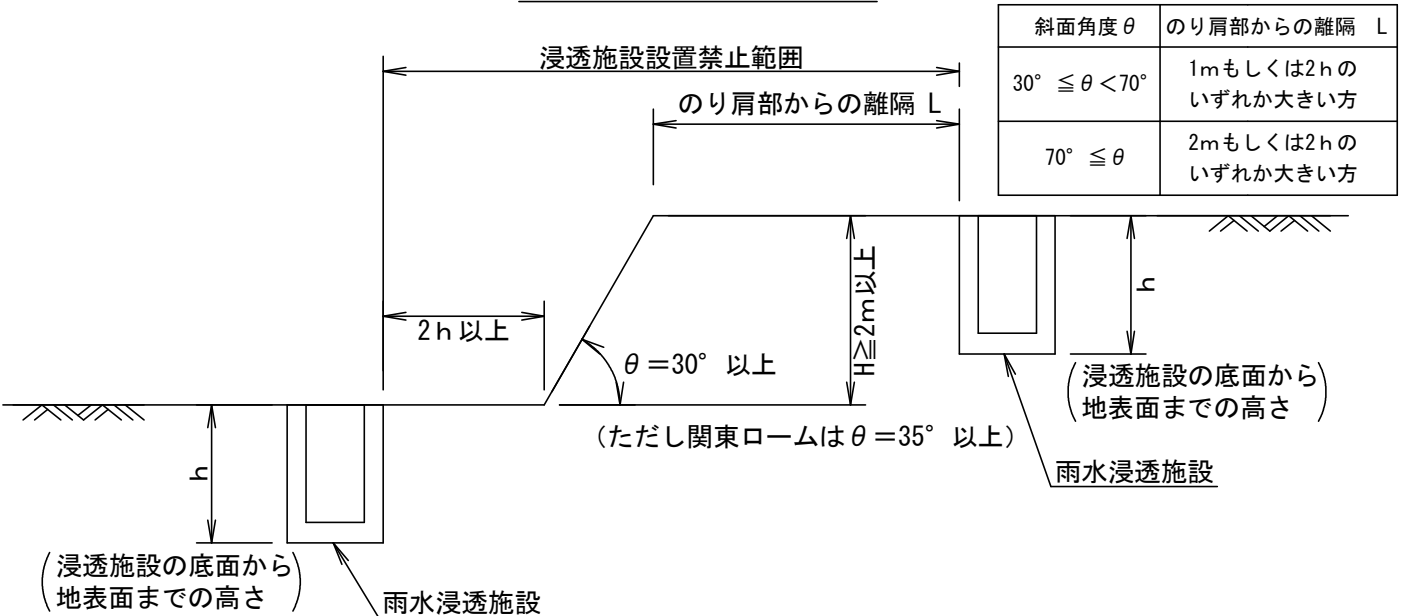 斜面角度θ のり肩部からの離隔 L
30° ≦θ<70° 1mもしくは2hの
いずれか大きい方
70° ≦θ 2mもしくは2hの
いずれか大きい方
浸透施設設置禁止範囲
のり肩部からの離隔 L
2h以上
θ=30° 以上
H≧2m以上
h
(浸透施設の底面から
地表面までの高さ)
(ただし関東ロームはθ=35° 以上)
雨水浸透施設
h
(浸透施設の底面から
地表面までの高さ)
雨水浸透施設